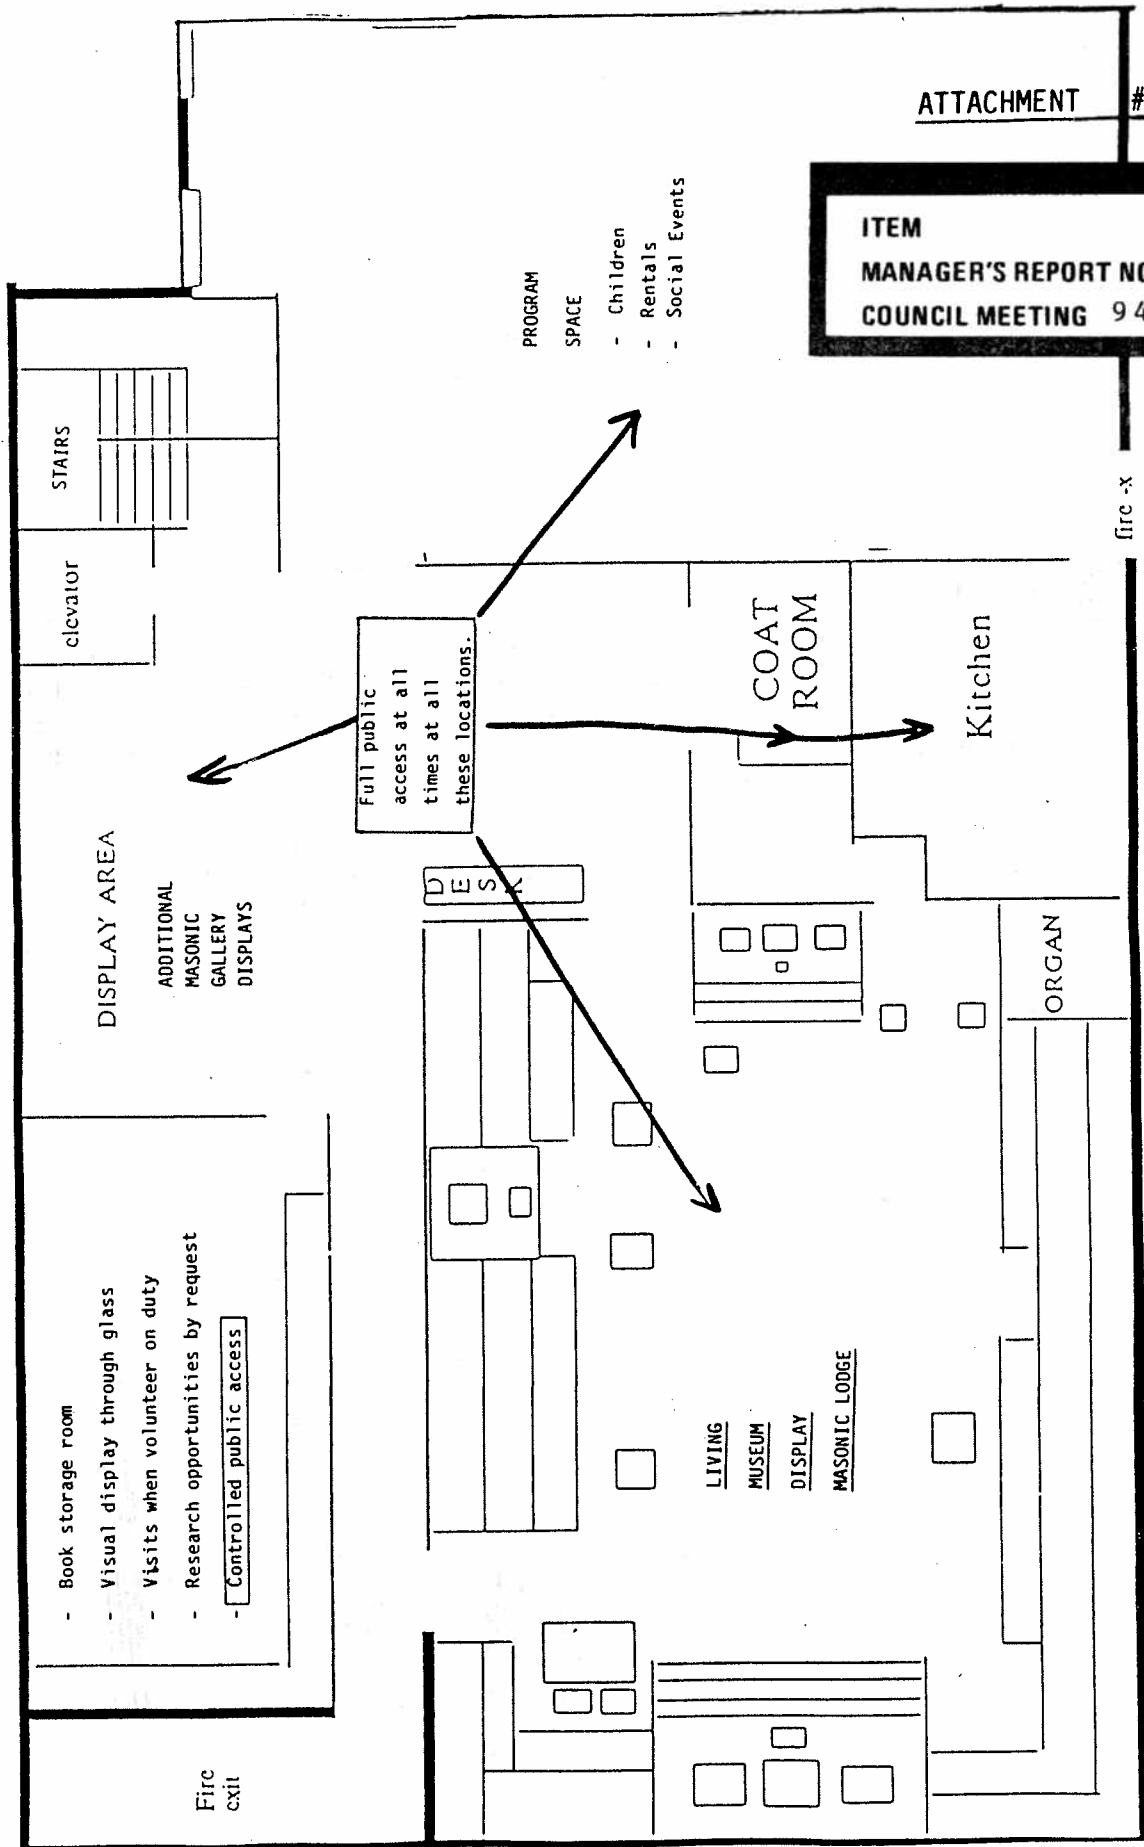 ATTACHMENT #
ITEM
MANAGER'S REPORT NO
COUNCIL MEETING 94
- Book storage room
- Visual display through glass
- Visits when volunteer on duty
- Research opportunities by request
- Controlled public access
Fire
exit
DISPLAY AREA
ADDITIONAL
MASONIC
GALLERY
DISPLAYS
elevator
STAIRS
Full public
access at all
times at all
these locations.
DESK
PROGRAM
SPACE
- Children
- Rentals
- Social Events
COAT
ROOM
Kitchen
fire -x
ORGAN
LIVING
MUSEUM
DISPLAY
MASONIC LODGE